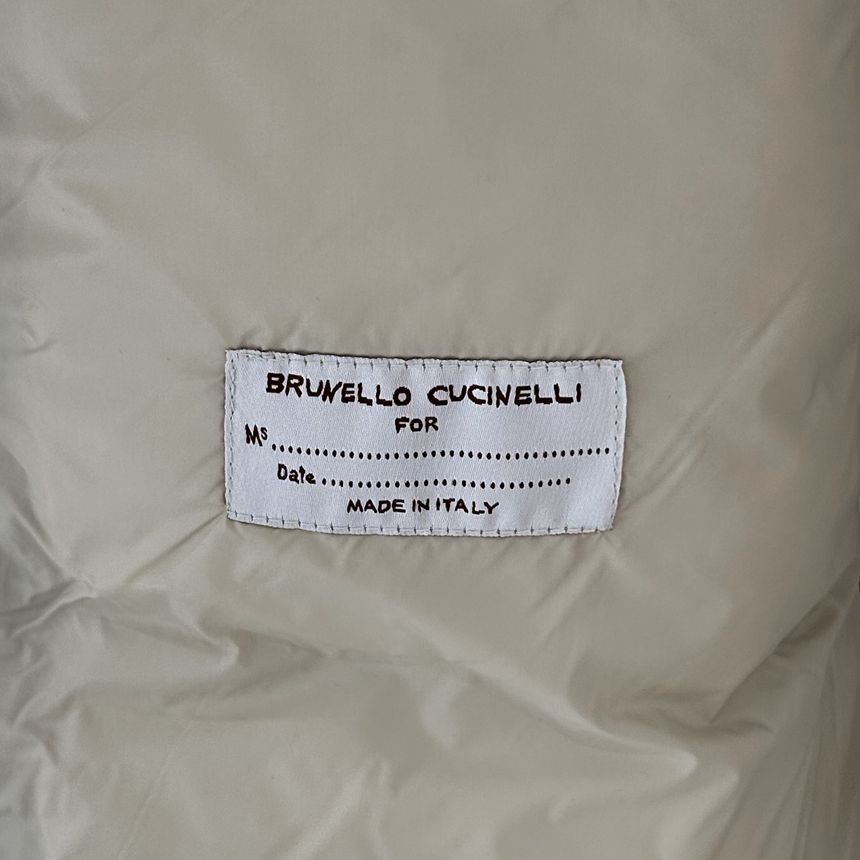 BRUNELLO CUCINELLI
FOR
Ms ........................................
Date ..............................
MADE IN ITALY